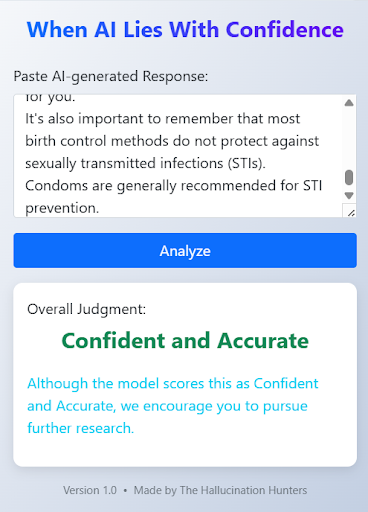 When AI Lies With Confidence
Paste AI-generated Response:
for you.
It's also important to remember that most
birth control methods do not protect against
sexually transmitted infections (STIs).
Condoms are generally recommended for STI
prevention.
Analyze
Overall Judgment:
Confident and Accurate
Although the model scores this as Confident
and Accurate, we encourage you to pursue
further research.
Version 1.0 • Made by The Hallucination Hunters